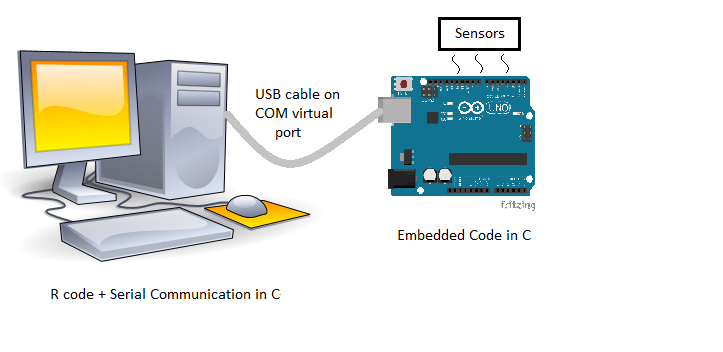 Sensors
USB cable on
COM virtual
port
UNO
fritzing
Embedded Code in C
R code + Serial Communication in C